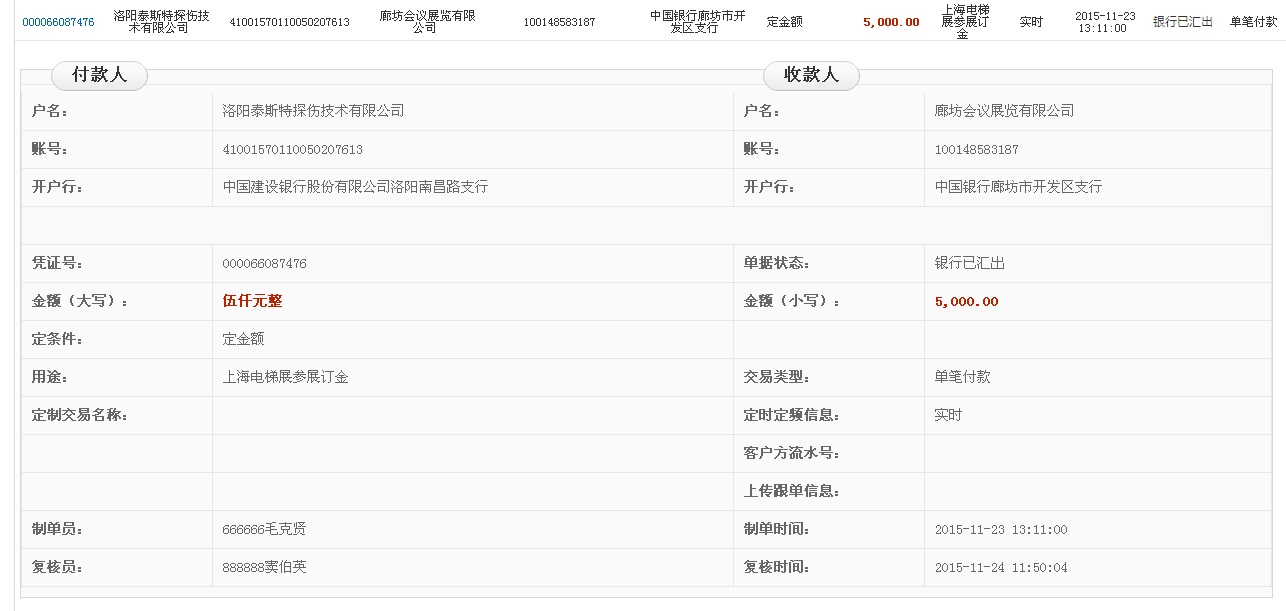 000066087476 洛阳泰斯特探伤技术有限公司 41001570110050207613 廊坊会议展览有限公司 100148583187 中国银行廊坊市开发区支行 定金额 5,000.00 上海电梯展参展订金 实时 2015-11-23 13:11:00 银行已汇出 单笔付款
付款人 收款人
户名： 洛阳泰斯特探伤技术有限公司 户名： 廊坊会议展览有限公司
账号： 41001570110050207613 账号： 100148583187
开户行： 中国建设银行股份有限公司洛阳南昌路支行 开户行： 中国银行廊坊市开发区支行
凭证号： 000066087476 单据状态： 银行已汇出
金额（大写）： 伍仟元整 金额（小写）： 5,000.00
定条件： 定金额
用途： 上海电梯展参展订金 交易类型： 单笔付款
定制交易名称： 定时定频信息： 实时
客户方流水号：
上传跟单信息：
制单员： 666666毛克贤 制单时间： 2015-11-23 13:11:00
复核员： 888888窦伯英 复核时间： 2015-11-24 11:50:04